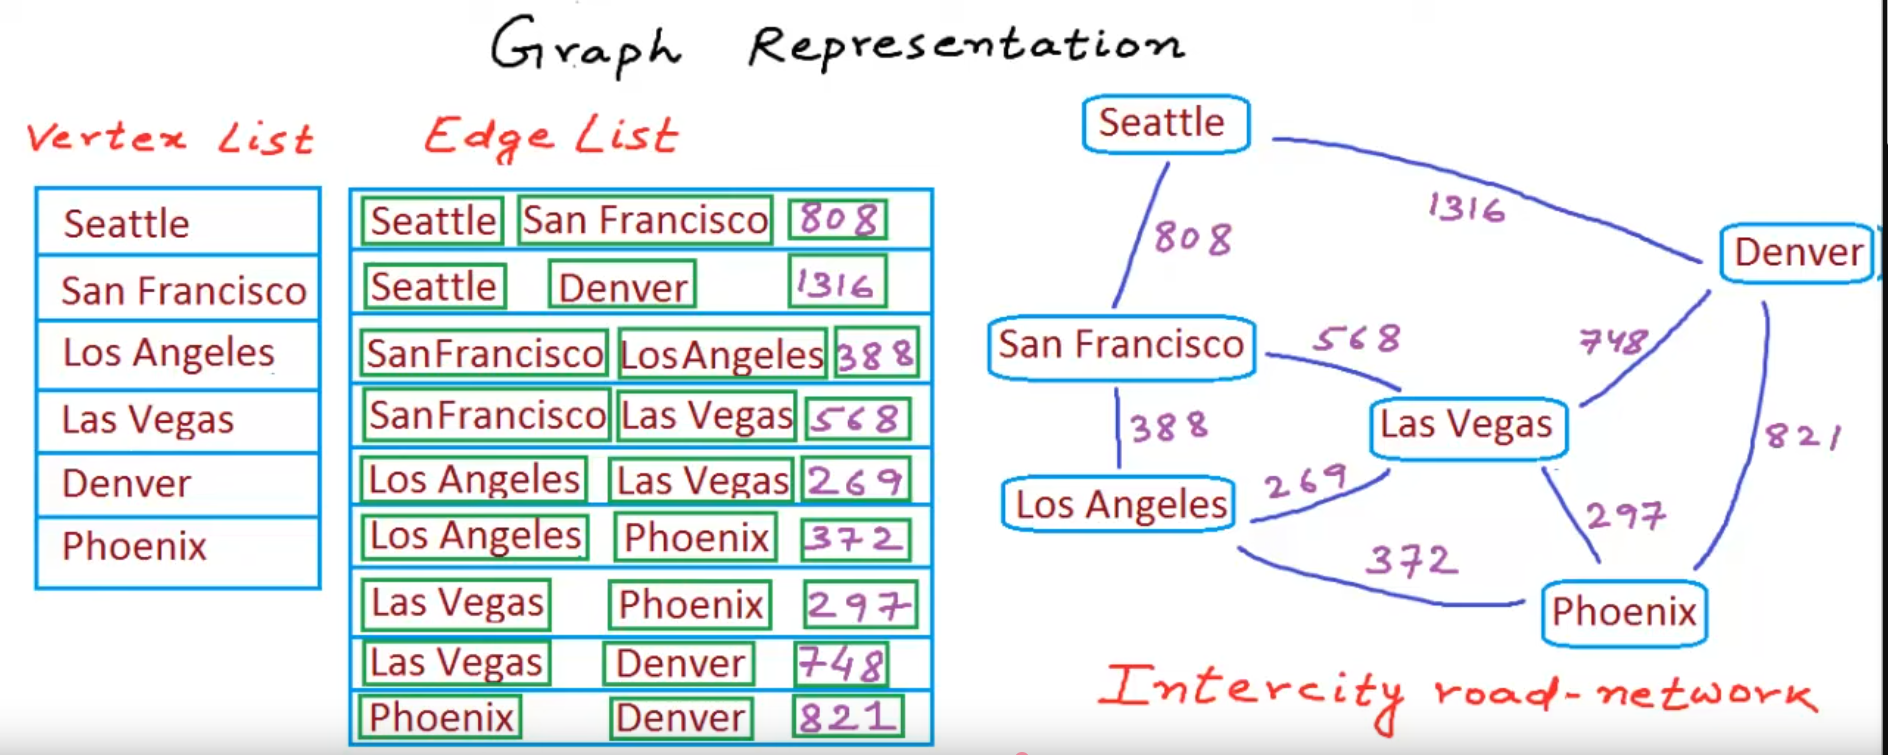 Graph Representation
Vertex List
Seattle
San Francisco
Los Angeles
Las Vegas
Denver
Phoenix
Edge List
Seattle San Francisco 808
Seattle Denver 1316
SanFrancisco LosAngeles 388
SanFrancisco Las Vegas 568
Los Angeles Las Vegas 269
Los Angeles Phoenix 372
Las Vegas Phoenix 297
Las Vegas Denver 748
Phoenix Denver 821
Seattle
1316
808
Denver
San Francisco
568
748
388
Las Vegas
821
Los Angeles
269
297
372
Phoenix
Intercity road-network